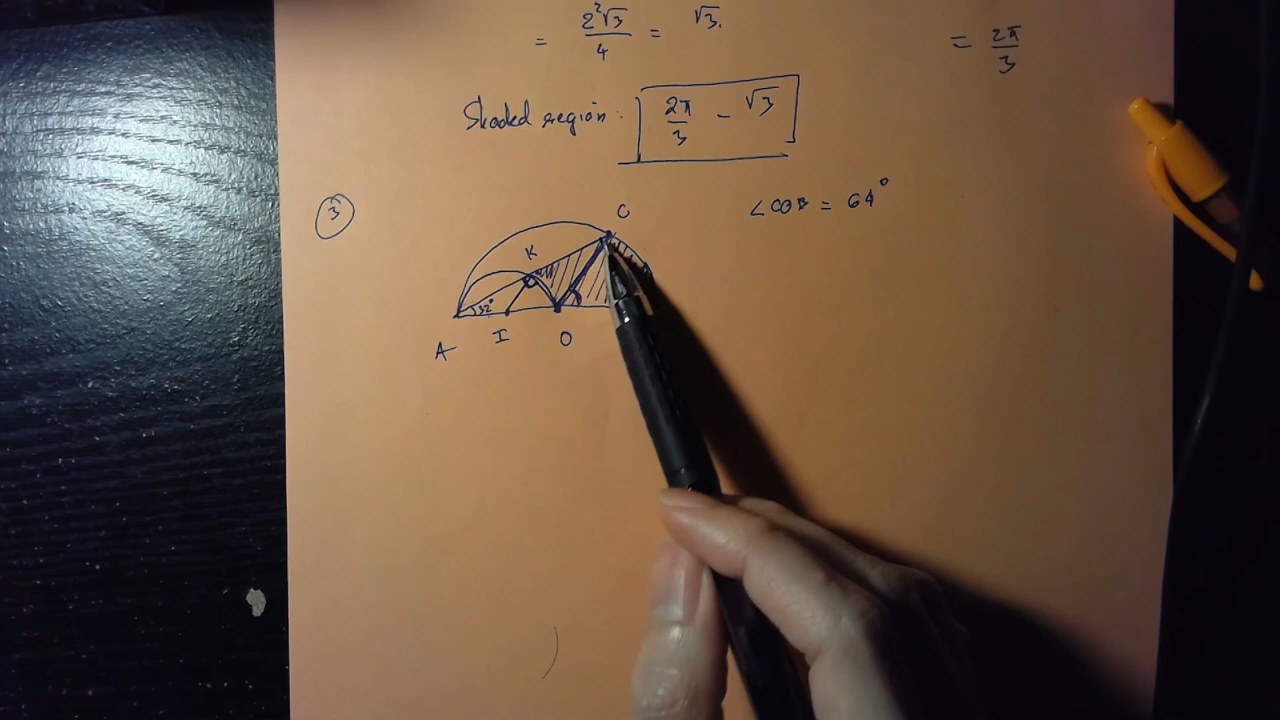 = 2²√3/4 = √3.
= 2π/3
Shaded region: 2π/3 - √3
3
∠COB = 64°
C
K
32°
A I O